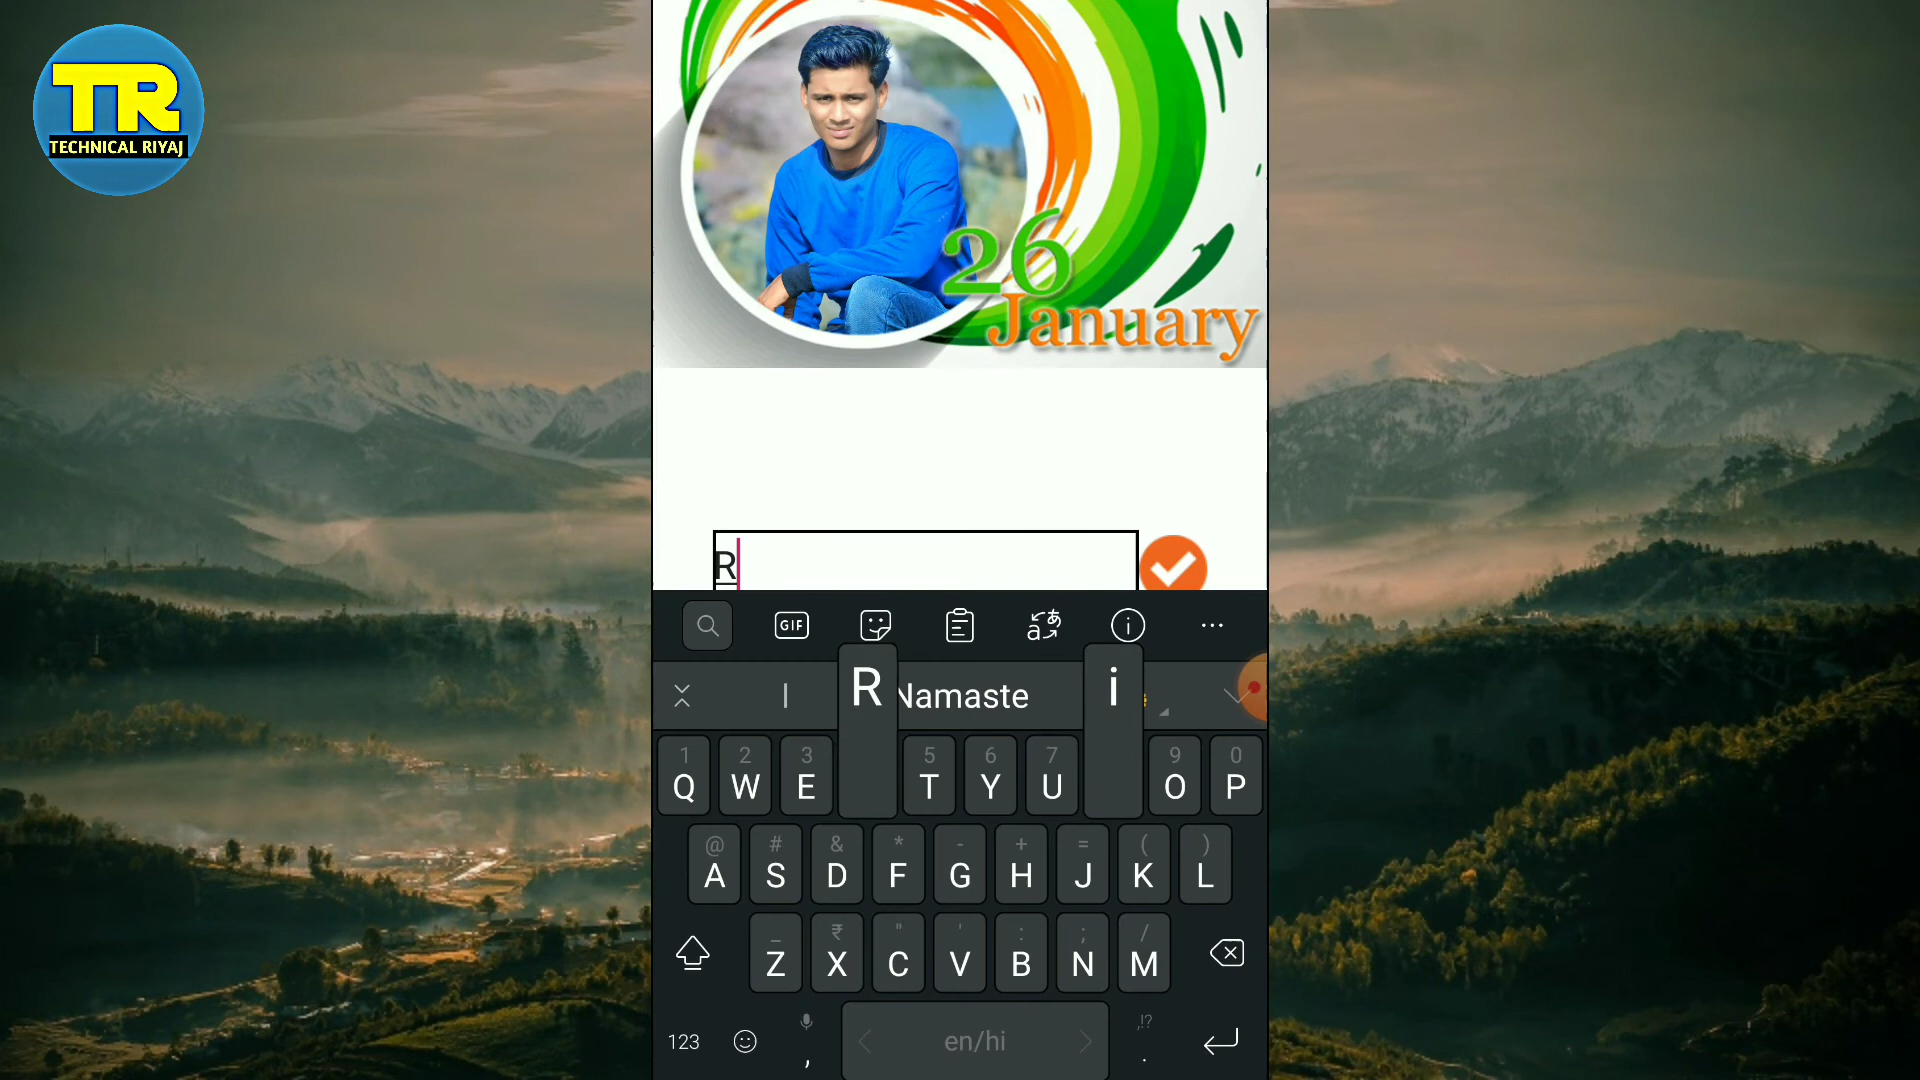 TR
TECHNICAL RIYAJ
26
January
R
GIF
R Namaste i
1 2 3 5 6 7 9 0
Q W E T Y U O P
@ # & * - + = ( )
A S D F G H J K L
_ ₹ " ' : ; /
Z X C V B N M
,!?
123 , en/hi .